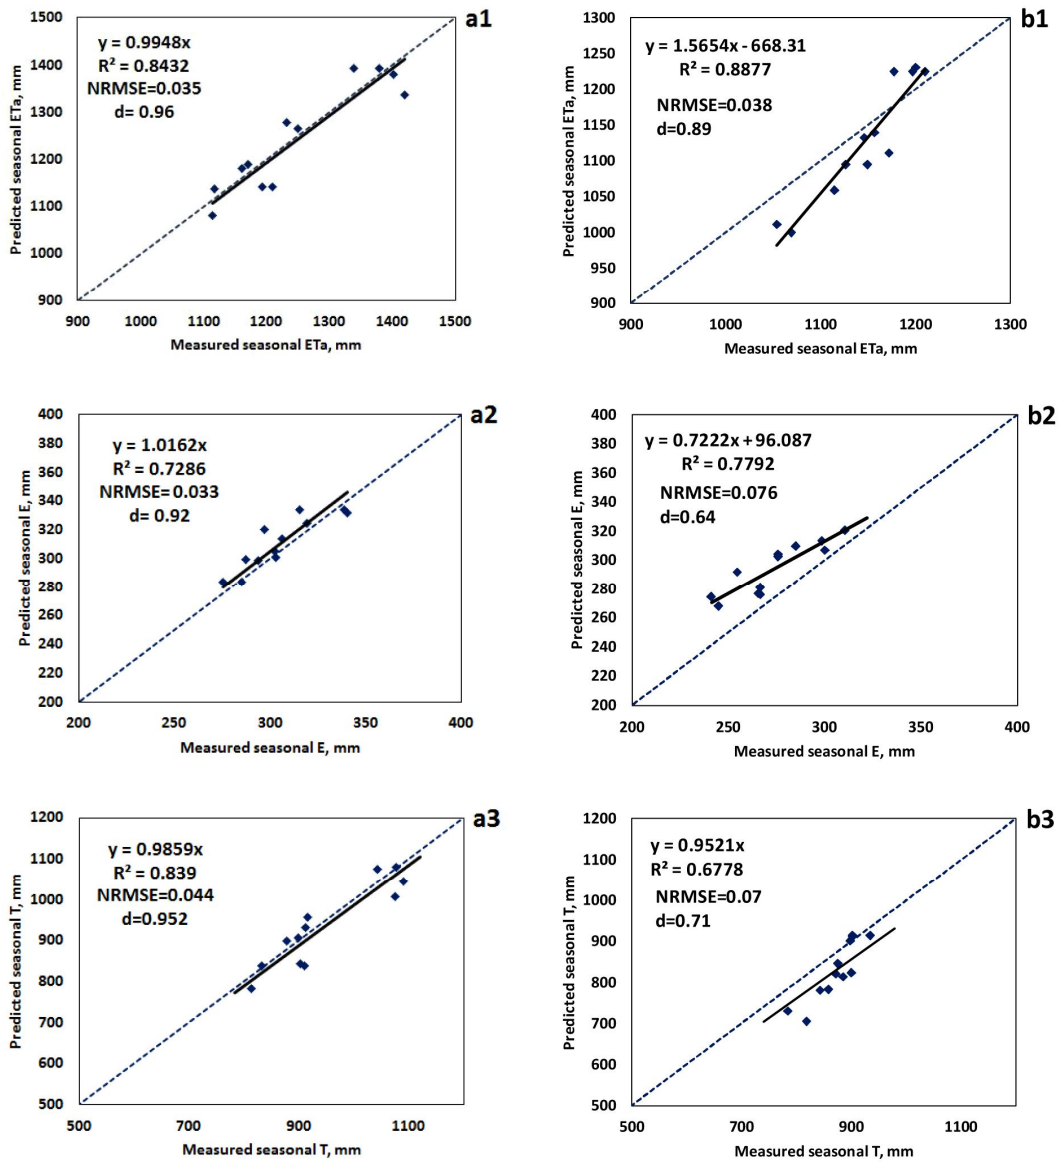 a1
y = 0.9948x
R² = 0.8432
NRMSE=0.035
d= 0.96
Predicted seasonal ETa, mm
1500
1400
1300
1200
1100
1000
900
900 1000 1100 1200 1300 1400 1500
Measured seasonal ETa, mm
b1
y = 1.5654x - 668.31
R² = 0.8877
NRMSE=0.038
d=0.89
Predicted seasonal ETa, mm
1300
1250
1200
1150
1100
1050
1000
950
900
900 1000 1100 1200 1300
Measured seasonal ETa, mm
a2
y = 1.0162x
R² = 0.7286
NRMSE= 0.033
d= 0.92
Predicted seasonal E, mm
400
380
360
340
320
300
280
260
240
220
200
200 250 300 350 400
Measured seasonal E, mm
b2
y = 0.7222x + 96.087
R² = 0.7792
NRMSE=0.076
d=0.64
Predicted seasonal E, mm
400
380
360
340
320
300
280
260
240
220
200
200 250 300 350 400
Measured seasonal E, mm
a3
y = 0.9859x
R² = 0.839
NRMSE=0.044
d=0.952
Predicted seasonal T, mm
1200
1100
1000
900
800
700
600
500
500 700 900 1100
Measured seasonal T, mm
b3
y = 0.9521x
R² = 0.6778
NRMSE=0.07
d=0.71
Predicted seasonal T, mm
1200
1100
1000
900
800
700
600
500
500 700 900 1100
Measured seasonal T, mm